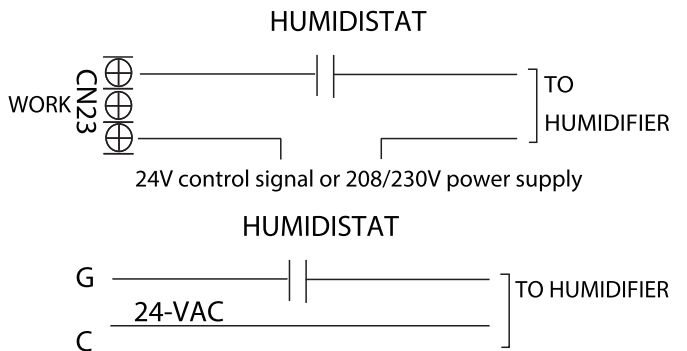 HUMIDISTAT
WORK
CN23
TO
HUMIDIFIER
24V control signal or 208/230V power supply
HUMIDISTAT
G
TO HUMIDIFIER
24-VAC
C